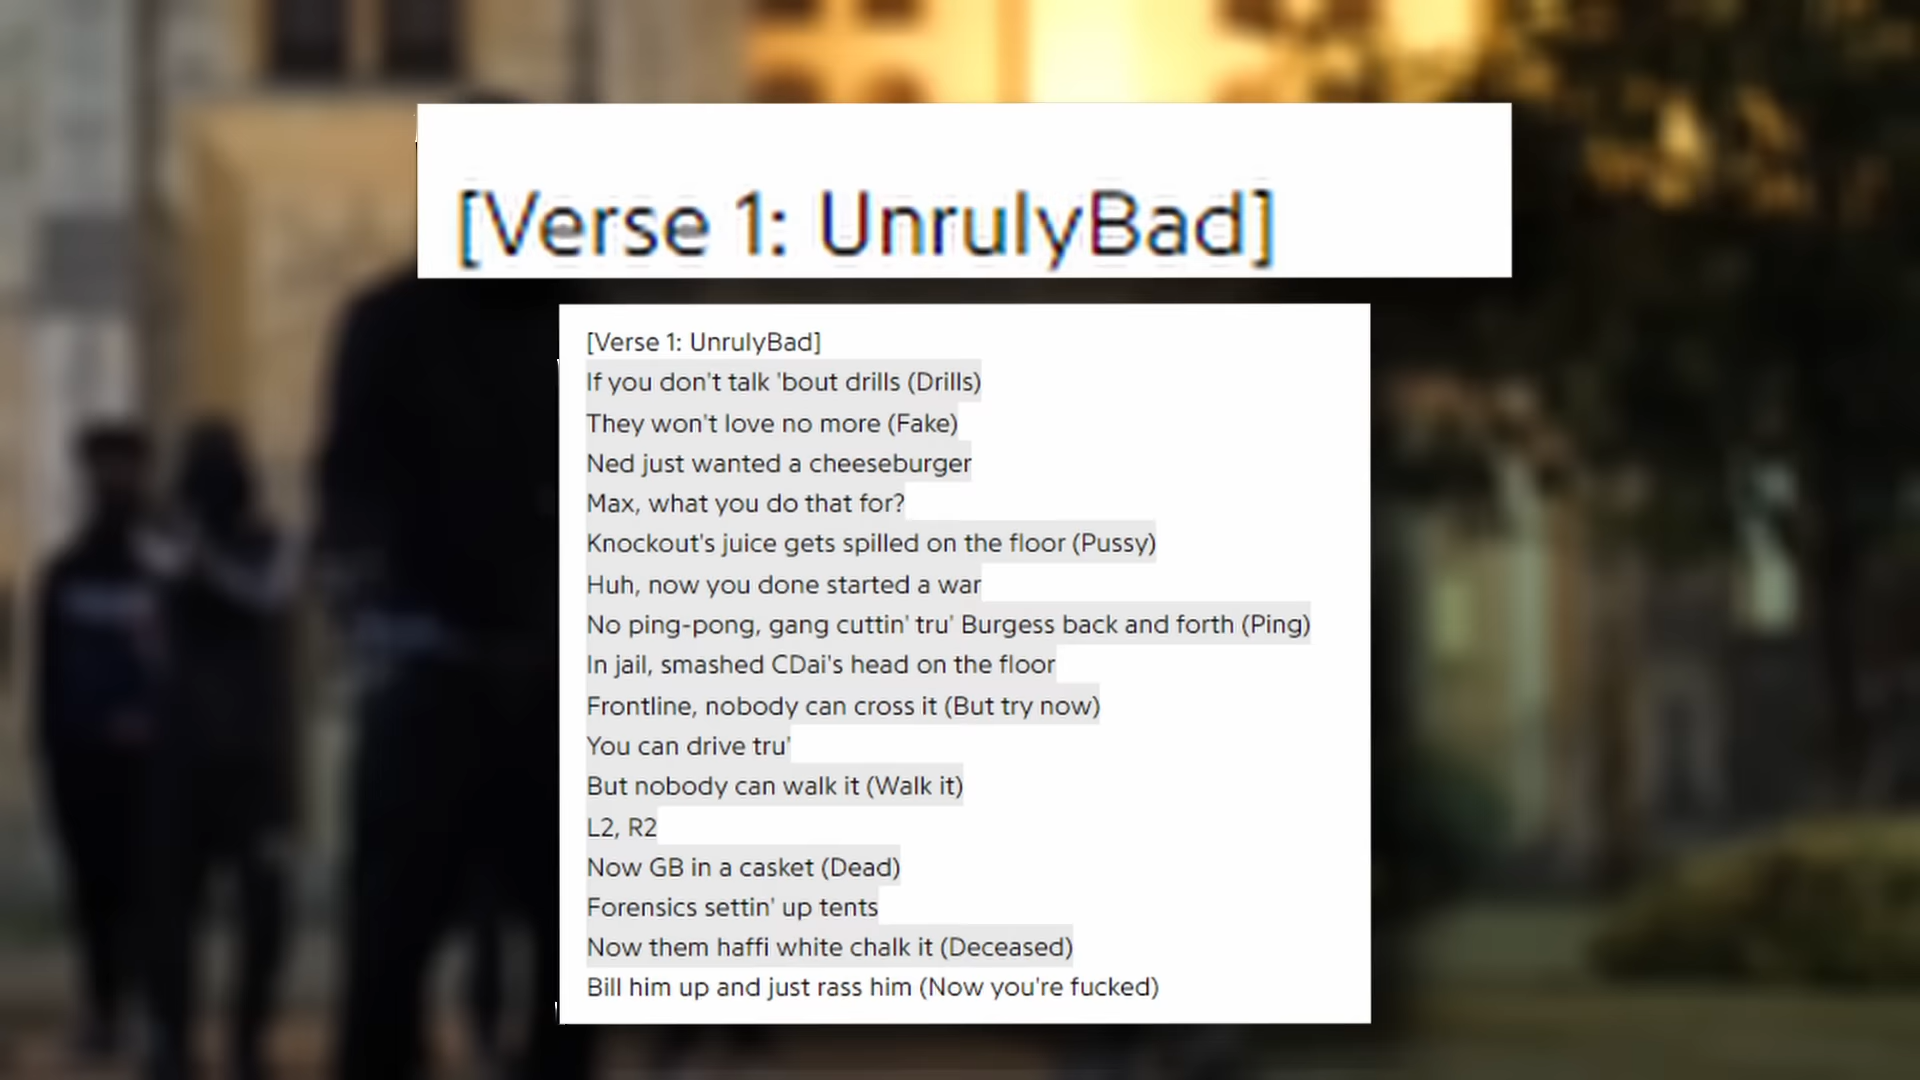 [Verse 1: UnrulyBad]
[Verse 1: UnrulyBad]
If you don't talk 'bout drills (Drills)
They won't love no more (Fake)
Ned just wanted a cheeseburger
Max, what you do that for?
Knockout's juice gets spilled on the floor (Pussy)
Huh, now you done started a war
No ping-pong, gang cuttin' tru' Burgess back and forth (Ping)
In jail, smashed CDai's head on the floor
Frontline, nobody can cross it (But try now)
You can drive tru'
But nobody can walk it (Walk it)
L2, R2
Now GB in a casket (Dead)
Forensics settin' up tents
Now them haffi white chalk it (Deceased)
Bill him up and just rass him (Now you're fucked)